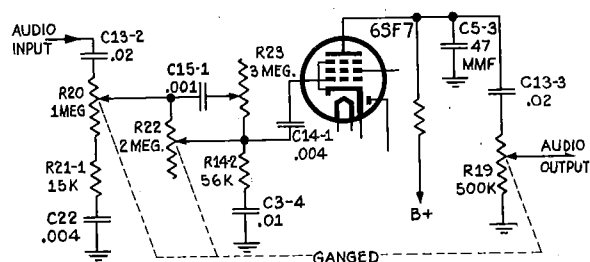 AUDIO
INPUT
C13-2
.02
R20
1MEG
R21-1
15K
C22
.004
C15-1
.001
R22
2 MEG.
R23
3 MEG.
R14-2
56K
C3-4
.01
C14-1
.004
6SF7
B+
C5-3
47
MMF
C13-3
.02
R19
500K
AUDIO
OUTPUT
GANGED